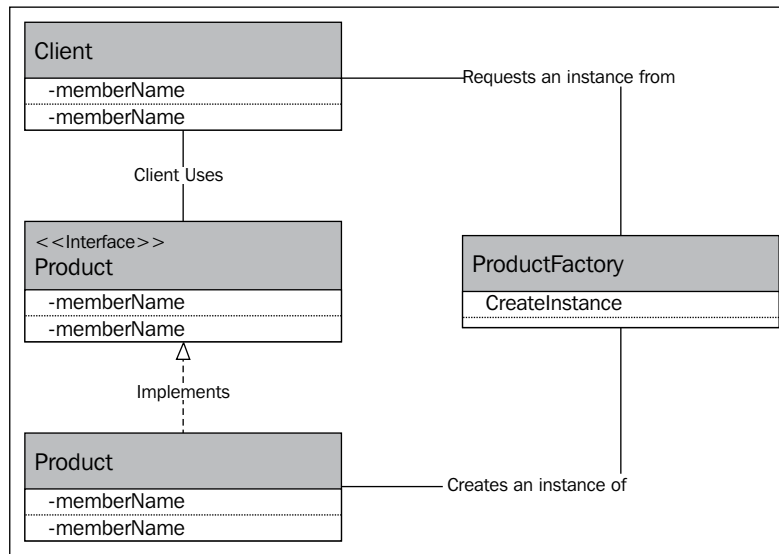 Client
-memberName
-memberName
Requests an instance from
Client Uses
<<Interface>>
Product
-memberName
-memberName
ProductFactory
CreateInstance
Implements
Product
-memberName
-memberName
Creates an instance of